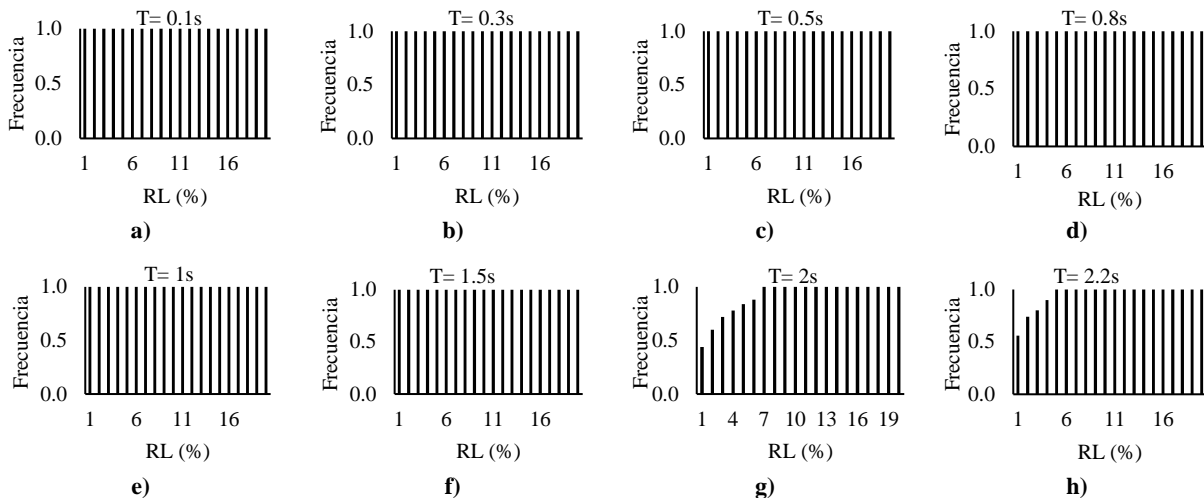 T= 0.1s
Frecuencia
1.0
0.5
0.0
1 6 11 16
RL (%)
a)
T= 0.3s
Frecuencia
1.0
0.5
0.0
1 6 11 16
RL (%)
b)
T= 0.5s
Frecuencia
1.0
0.5
0.0
1 6 11 16
RL (%)
c)
T= 0.8s
Frecuencia
1.0
0.5
0.0
1 6 11 16
RL (%)
d)
T= 1s
Frecuencia
1.0
0.5
0.0
1 6 11 16
RL (%)
e)
T= 1.5s
Frecuencia
1.0
0.5
0.0
1 6 11 16
RL (%)
f)
T= 2s
Frecuencia
1.0
0.5
0.0
1 4 7 10 13 16 19
RL (%)
g)
T= 2.2s
Frecuencia
1.0
0.5
0.0
1 6 11 16
RL (%)
h)